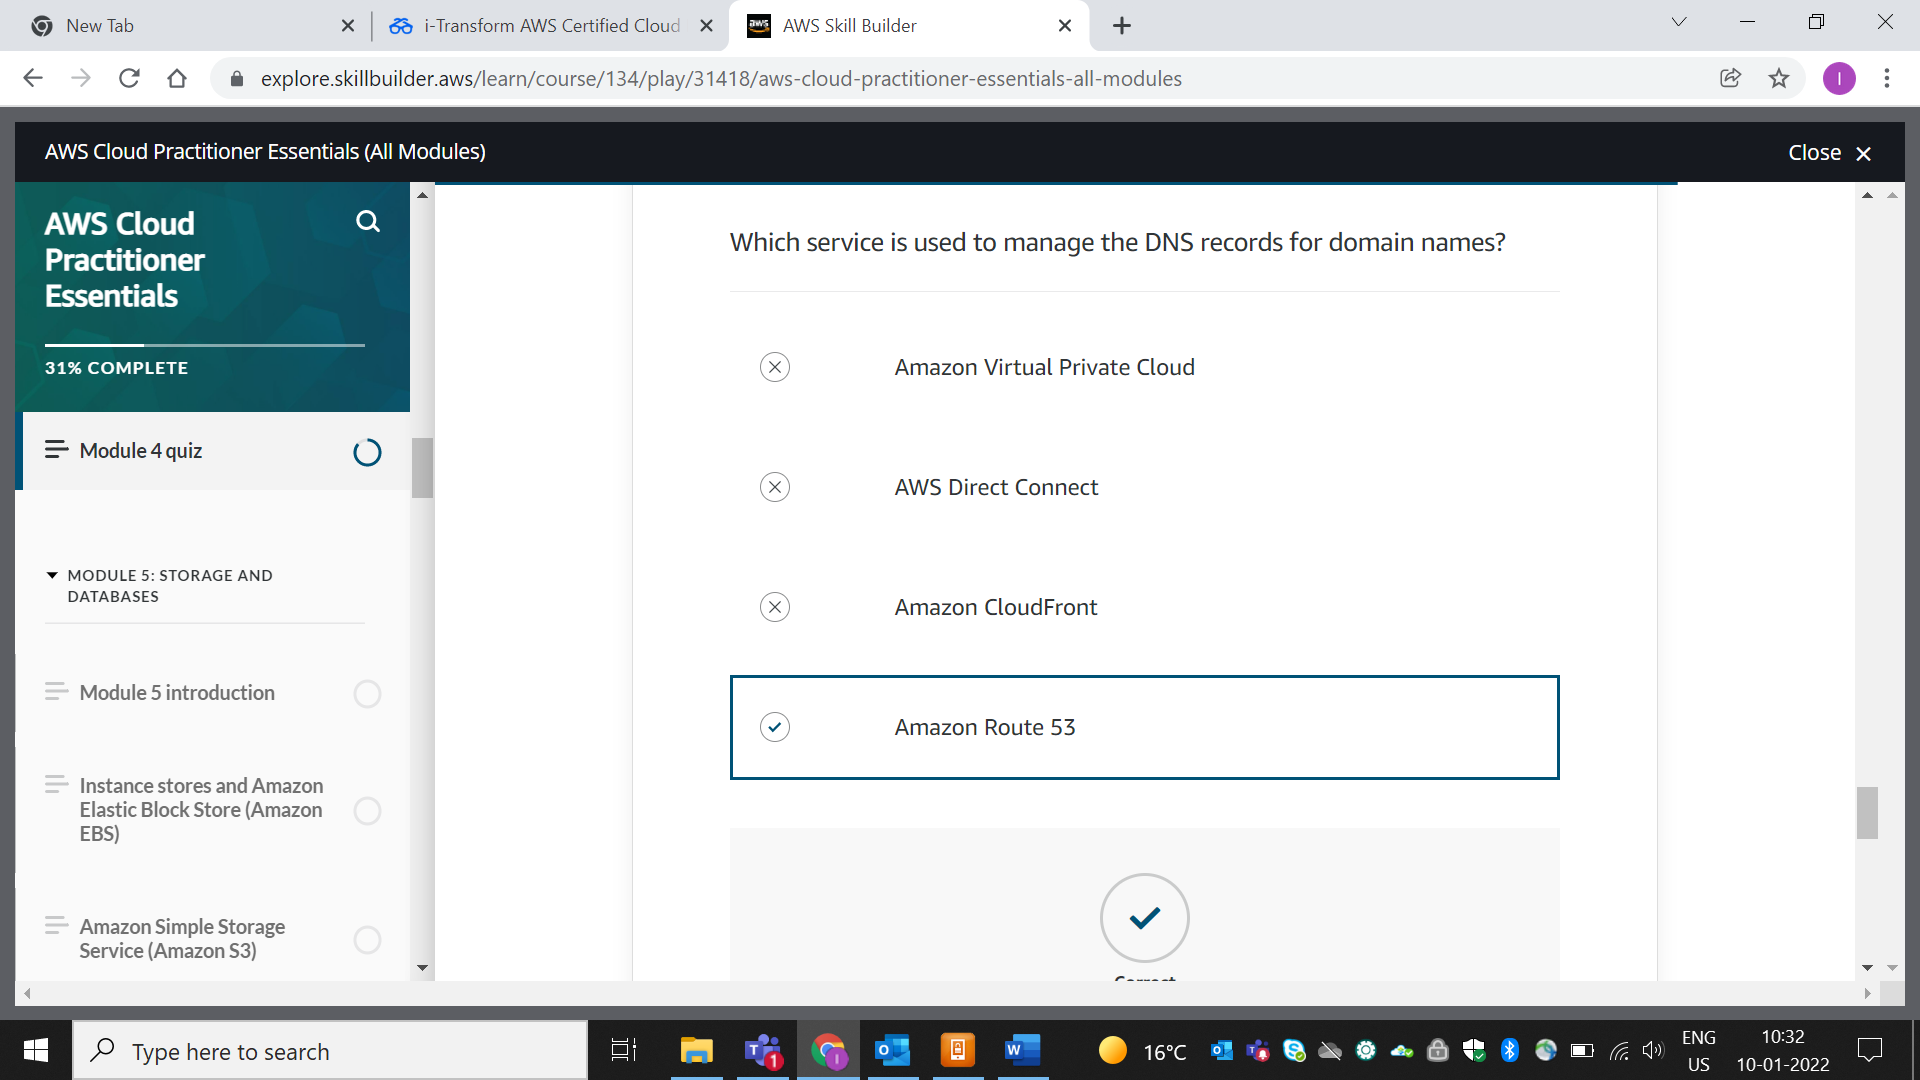 New Tab
i-Transform AWS Certified Cloud
aws
AWS Skill Builder
explore.skillbuilder.aws/learn/course/134/play/31418/aws-cloud-practitioner-essentials-all-modules
I
AWS Cloud Practitioner Essentials (All Modules)
Close
AWS Cloud
Practitioner
Essentials
31% COMPLETE
Module 4 quiz
MODULE 5: STORAGE AND
DATABASES
Module 5 introduction
Instance stores and Amazon
Elastic Block Store (Amazon
EBS)
Amazon Simple Storage
Service (Amazon S3)
Which service is used to manage the DNS records for domain names?
Amazon Virtual Private Cloud
AWS Direct Connect
Amazon CloudFront
Amazon Route 53
Correct
Type here to search
16°C
ENG
US
10:32
10-01-2022